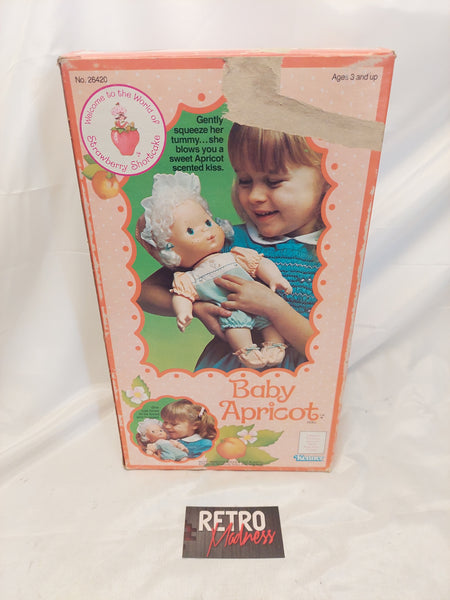 No. 26420
Ages 3 and up
Welcome to the World of
Strawberry Shortcake
Gently
squeeze her
tummy...she
blows you a
sweet Apricot
scented kiss.
Baby
Apricot
Kenner
RETRO
Madness